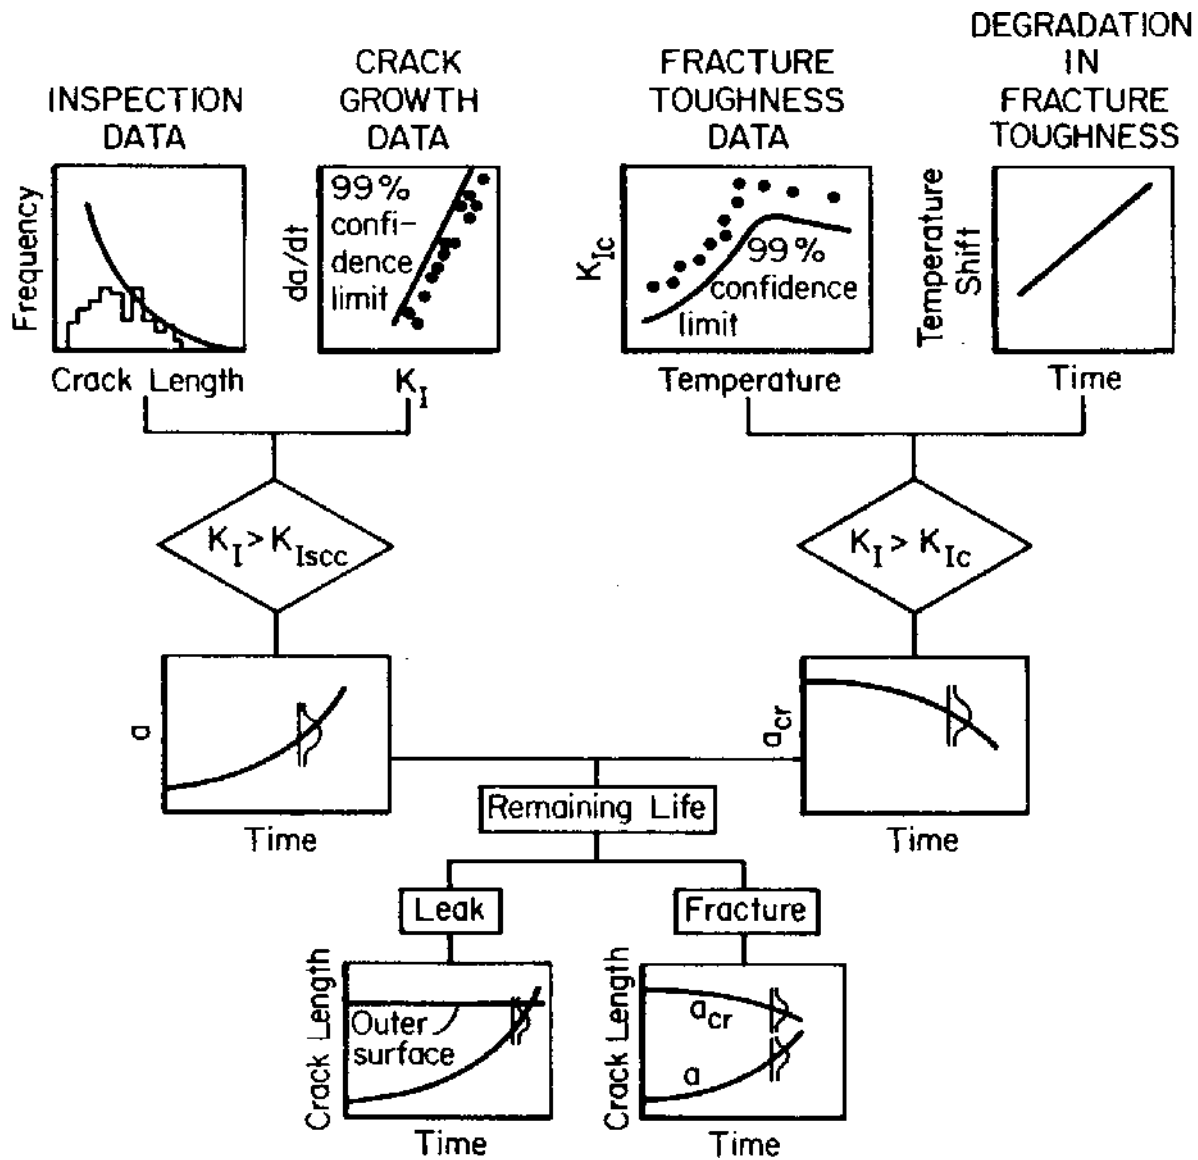 INSPECTION
DATA
CRACK
GROWTH
DATA
FRACTURE
TOUGHNESS
DATA
DEGRADATION
IN
FRACTURE
TOUGHNESS
Frequency
Crack Length
da/dt
99%
confi-
dence
limit
K_I
K_Ic
99%
confidence
limit
Temperature
Temperature
Shift
Time
K_I > K_Iscc
K_I > K_Ic
a
Time
a_cr
Time
Remaining Life
Leak
Fracture
Crack Length
Outer
surface
Time
Crack Length
a_cr
a
Time